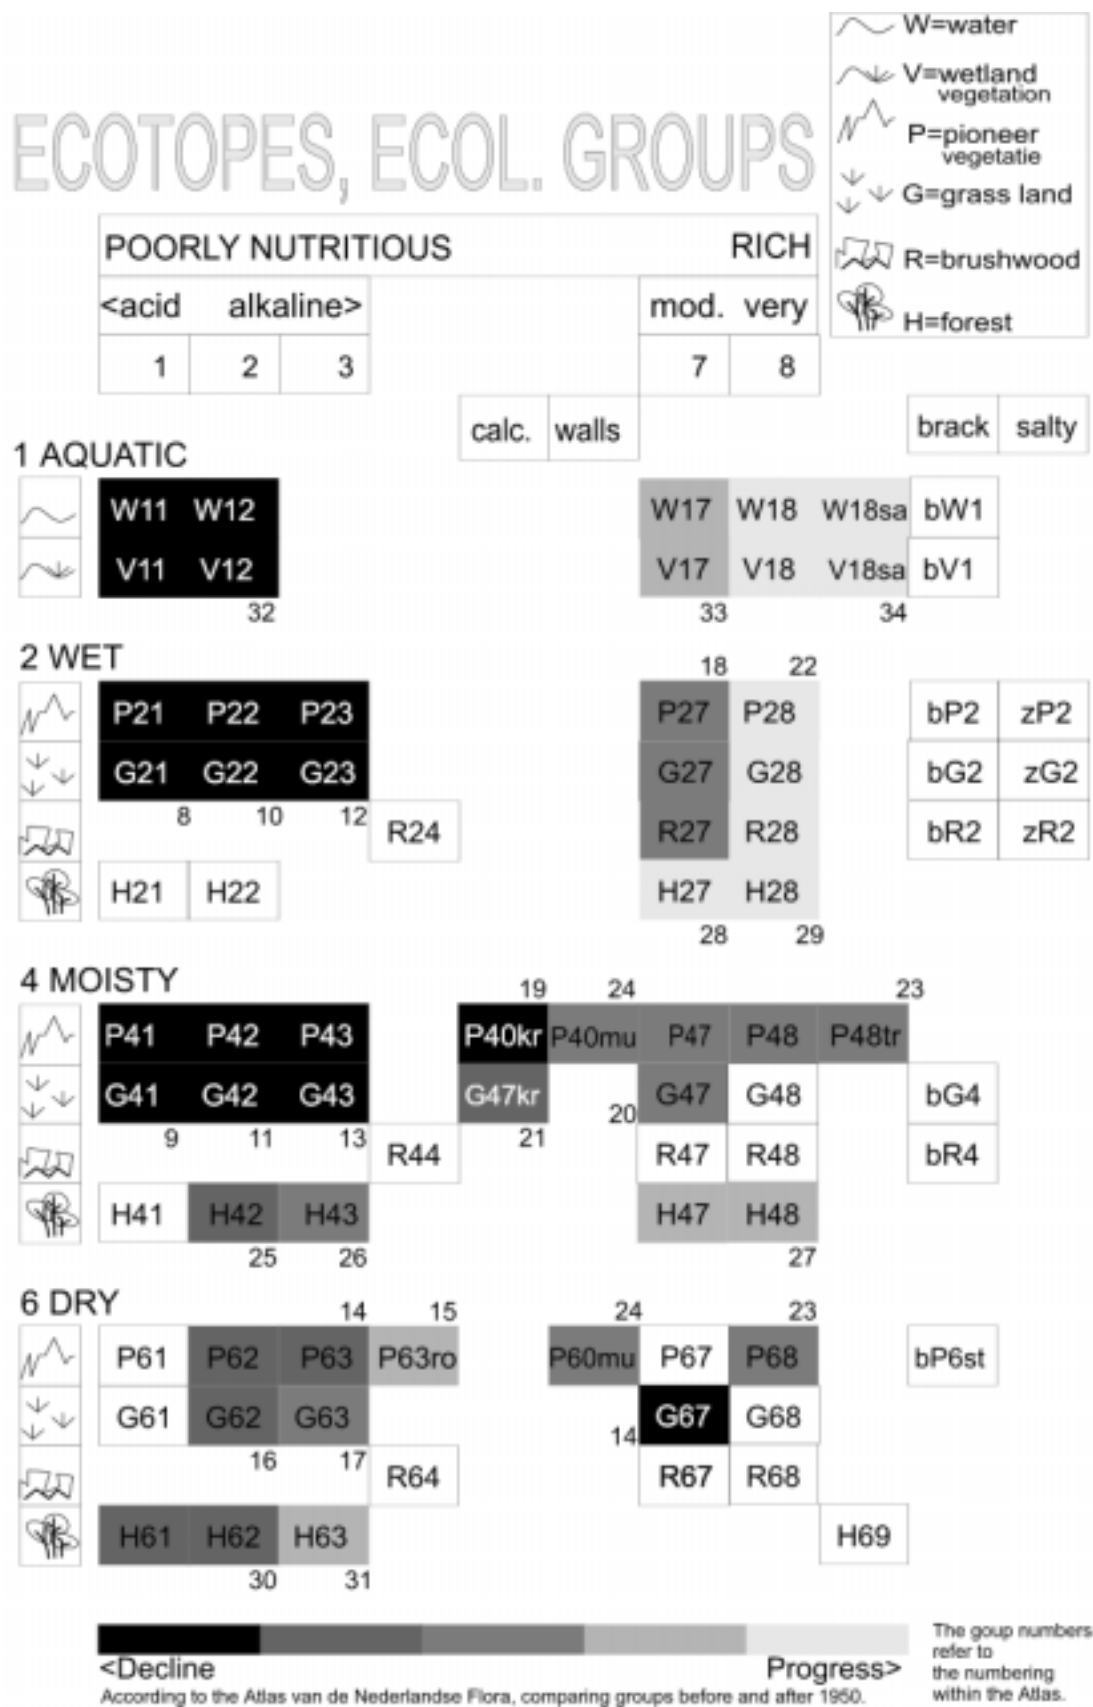 W=water
V=wetland
vegetation
P=pioneer
vegetatie
G=grass land
R=brushwood
H=forest
ECOTOPES, ECOL. GROUPS
POORLY NUTRITIOUS RICH
<acid alkaline> mod. very
1 2 3 7 8
calc. walls brack salty
1 AQUATIC
W11 W12 W17 W18 W18sa bW1
V11 V12 V17 V18 V18sa bV1
32 33 34
2 WET 18 22
P21 P22 P23 P27 P28 bP2 zP2
G21 G22 G23 G27 G28 bG2 zG2
8 10 12 R24 R27 R28 bR2 zR2
H21 H22 H27 H28
28 29
4 MOISTY 19 24 23
P41 P42 P43 P40kr P40mu P47 P48 P48tr
G41 G42 G43 G47kr 20 G47 G48 bG4
9 11 13 R44 21 R47 R48 bR4
H41 H42 H43 H47 H48
25 26 27
6 DRY 14 15 24 23
P61 P62 P63 P63ro P60mu P67 P68 bP6st
G61 G62 G63 14 G67 G68
16 17 R64 R67 R68
H61 H62 H63 H69
30 31
<Decline Progress>
According to the Atlas van de Nederlandse Flora, comparing groups before and after 1950.
The goup numbers
refer to
the numbering
within the Atlas.